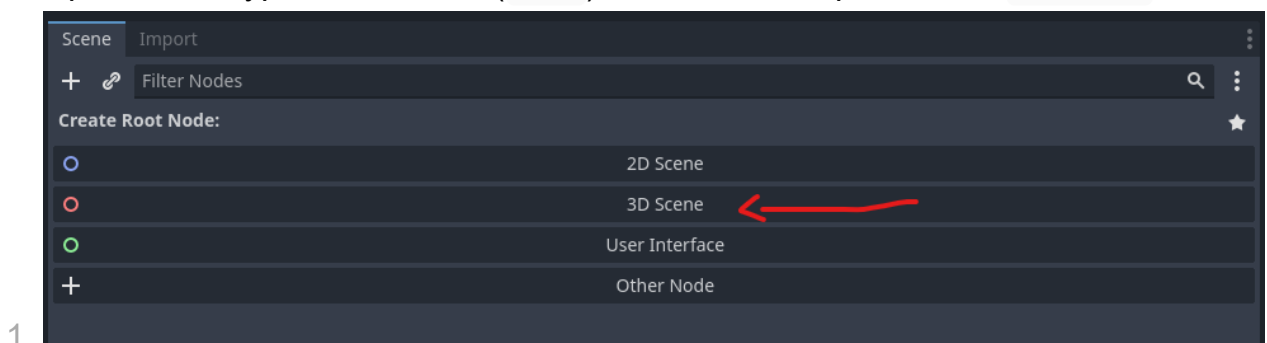 Scene Import
Filter Nodes
Create Root Node:
2D Scene
3D Scene
User Interface
Other Node
1